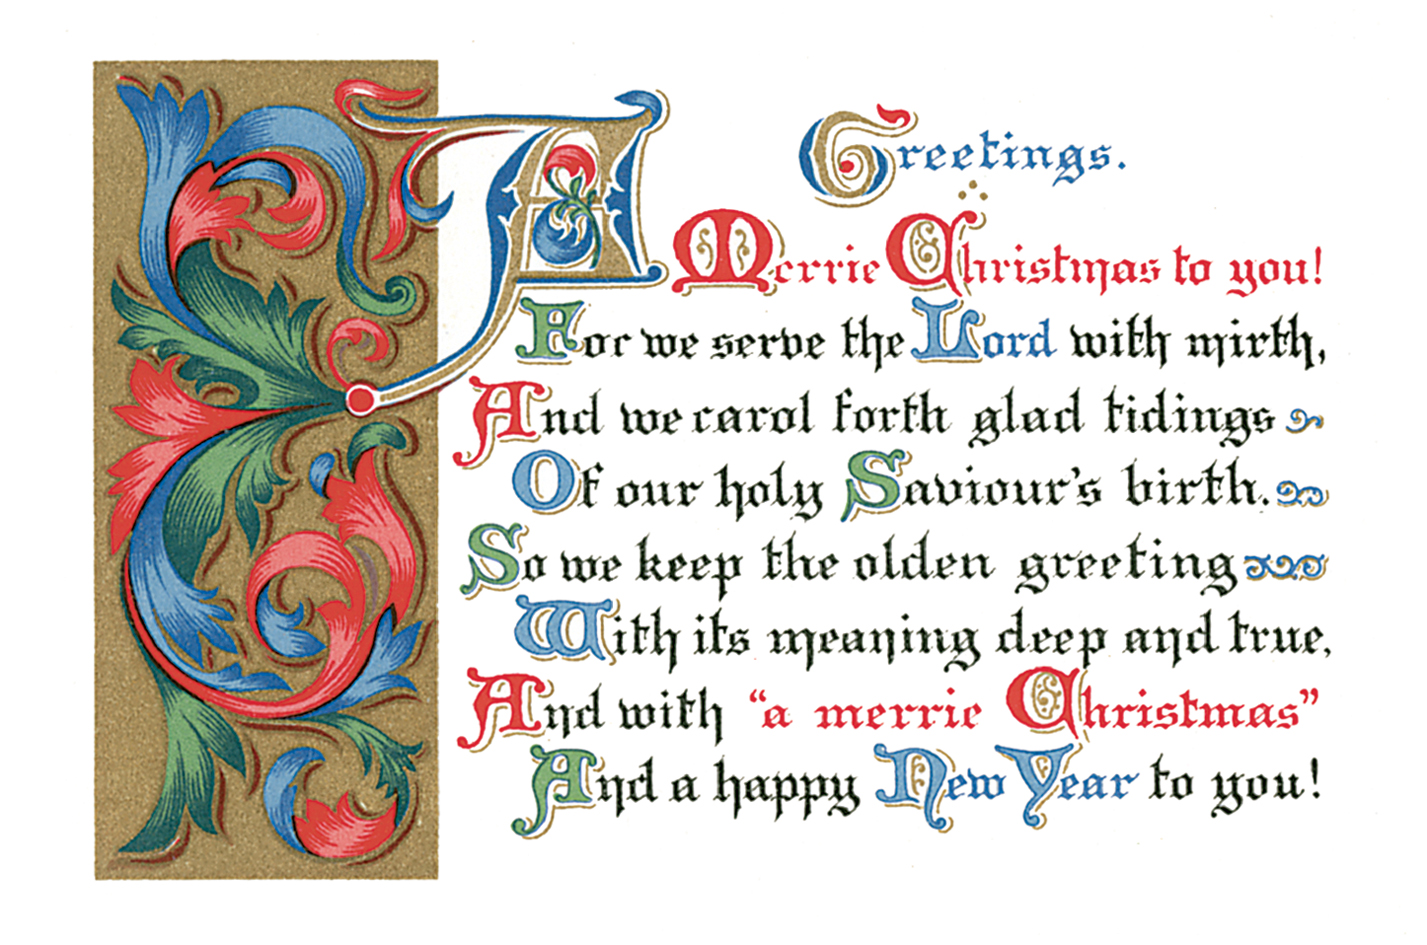 Greetings.
A Merrie Christmas to you!
For we serve the Lord with mirth,
And we carol forth glad tidings
Of our holy Saviour's birth.
So we keep the olden greeting
With its meaning deep and true,
And with “a merrie Christmas”
And a happy New Year to you!